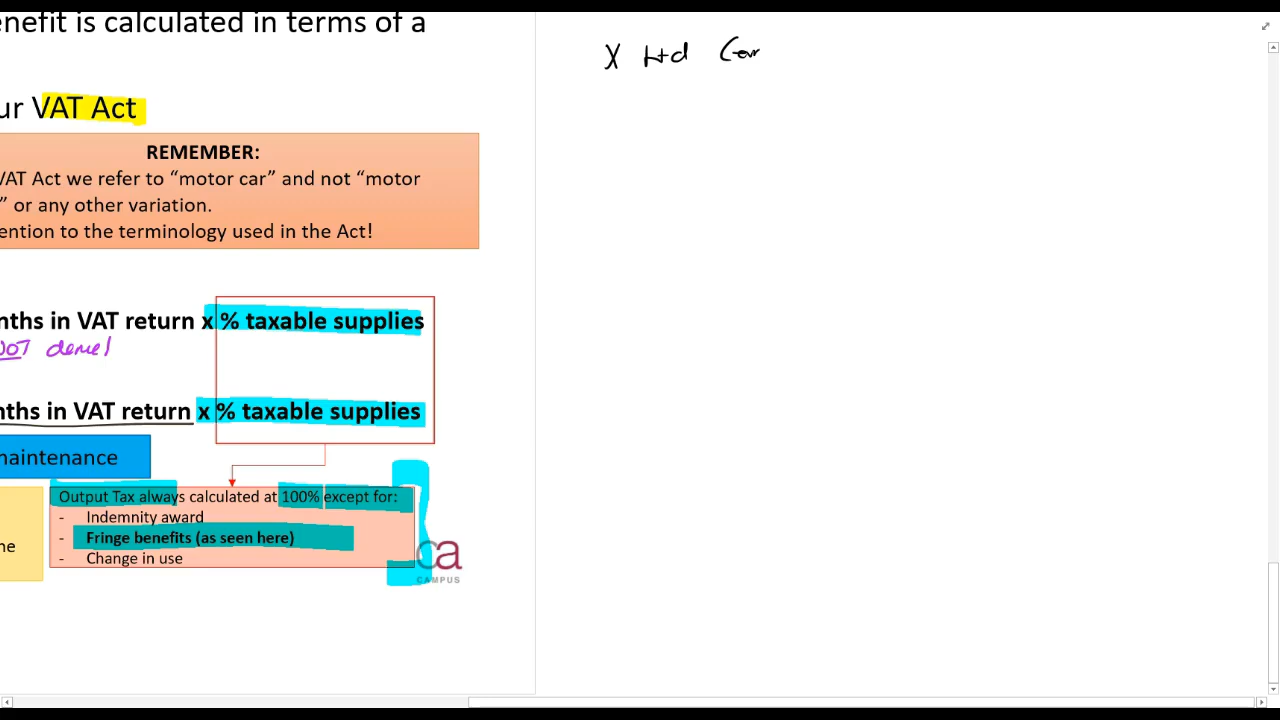 enefit is calculated in terms of a
ur VAT Act
REMEMBER:
VAT Act we refer to “motor car” and not “motor
” or any other variation.
ention to the terminology used in the Act!
nths in VAT return x % taxable supplies
NOT denied
nths in VAT return x % taxable supplies
maintenance
Output Tax always calculated at 100% except for:
- Indemnity award
- Fringe benefits (as seen here)
- Change in use
ne
ca
CAMPUS
X Ltd